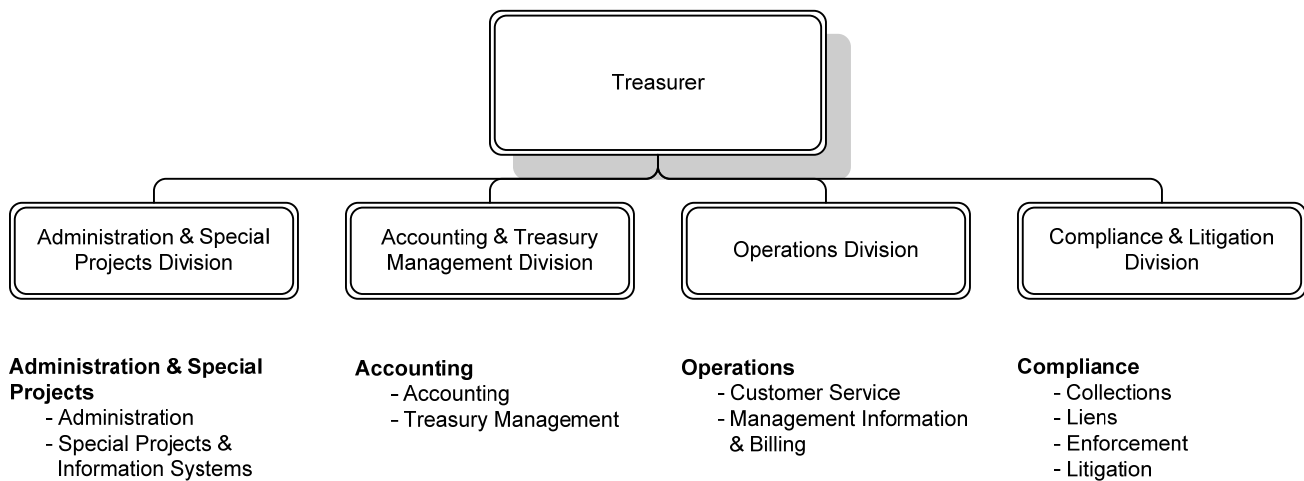 Treasurer
Administration & Special
Projects Division
Accounting & Treasury
Management Division
Operations Division
Compliance & Litigation
Division
Administration & Special
Projects
- Administration
- Special Projects &
Information Systems
Accounting
- Accounting
- Treasury Management
Operations
- Customer Service
- Management Information
& Billing
Compliance
- Collections
- Liens
- Enforcement
- Litigation